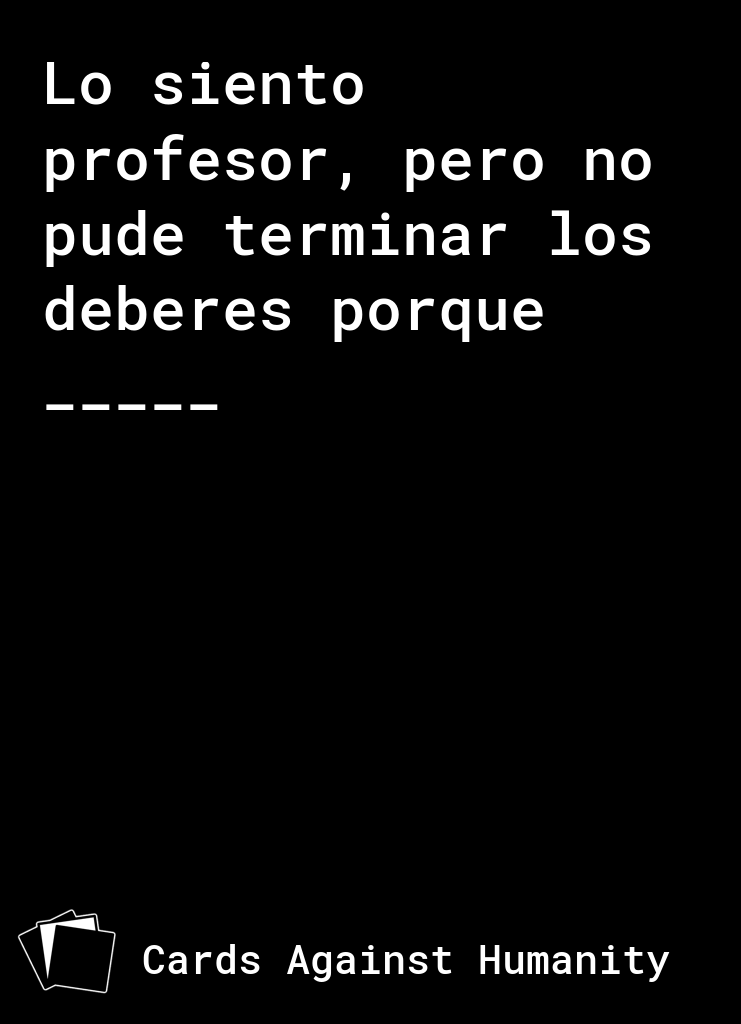 Lo siento
profesor, pero no
pude terminar los
deberes porque
_____
Cards Against Humanity